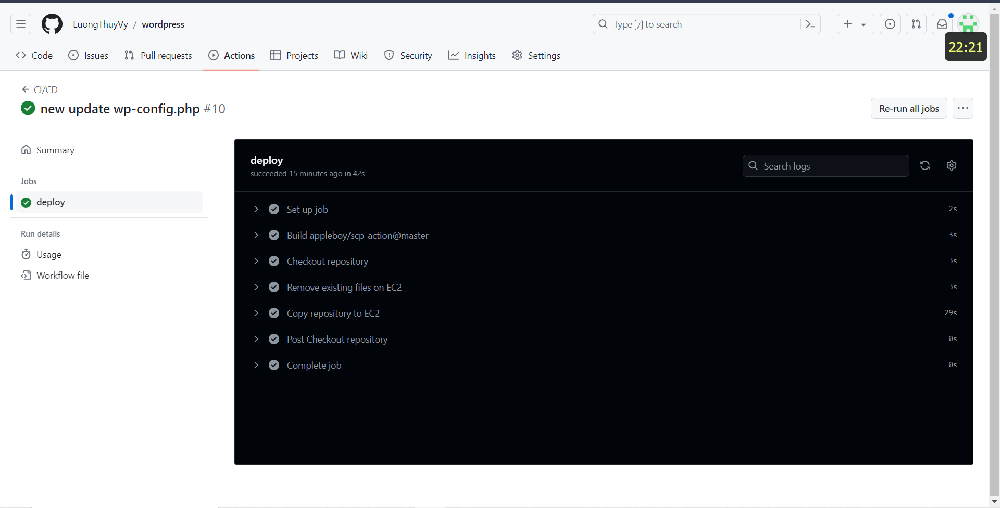 LuongThuyVy / wordpress
Type / to search
22:21
Code Issues Pull requests Actions Projects Wiki Security Insights Settings
CI/CD
new update wp-config.php #10
Re-run all jobs
Summary
Jobs
deploy
Run details
Usage
Workflow file
deploy
succeeded 15 minutes ago in 42s
Search logs
Set up job 2s
Build appleboy/scp-action@master 3s
Checkout repository 3s
Remove existing files on EC2 3s
Copy repository to EC2 29s
Post Checkout repository 0s
Complete job 0s